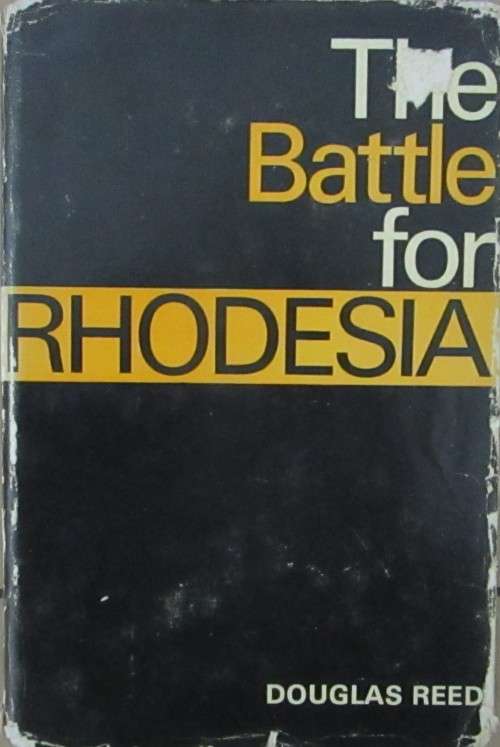 The
Battle
for
RHODESIA
DOUGLAS REED